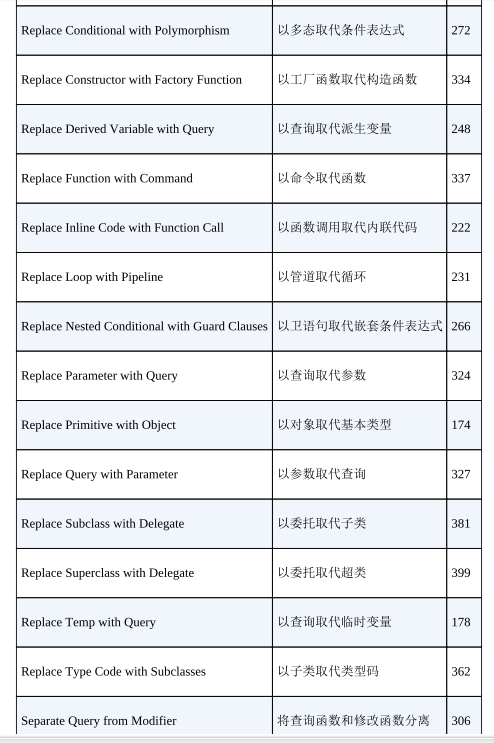 Replace Conditional with Polymorphism 以多态取代条件表达式 272
Replace Constructor with Factory Function 以工厂函数取代构造函数 334
Replace Derived Variable with Query 以查询取代派生变量 248
Replace Function with Command 以命令取代函数 337
Replace Inline Code with Function Call 以函数调用取代内联代码 222
Replace Loop with Pipeline 以管道取代循环 231
Replace Nested Conditional with Guard Clauses 以卫语句取代嵌套条件表达式 266
Replace Parameter with Query 以查询取代参数 324
Replace Primitive with Object 以对象取代基本类型 174
Replace Query with Parameter 以参数取代查询 327
Replace Subclass with Delegate 以委托取代子类 381
Replace Superclass with Delegate 以委托取代超类 399
Replace Temp with Query 以查询取代临时变量 178
Replace Type Code with Subclasses 以子类取代类型码 362
Separate Query from Modifier 将查询函数和修改函数分离 306